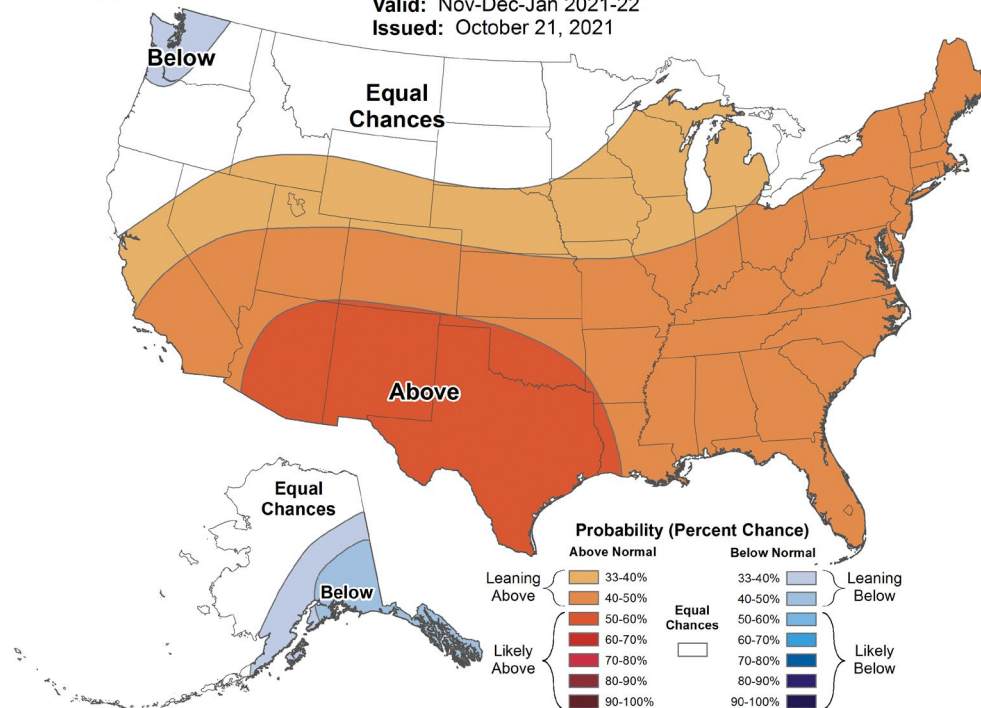 Valid: Nov-Dec-Jan 2021-22
Issued: October 21, 2021
Below
Equal
Chances
Above
Equal
Chances
Below
Probability (Percent Chance)
Above Normal
Below Normal
Leaning
Above
33-40%
40-50%
Likely
Above
50-60%
60-70%
70-80%
80-90%
90-100%
Equal
Chances
33-40%
40-50%
Leaning
Below
50-60%
60-70%
70-80%
80-90%
90-100%
Likely
Below